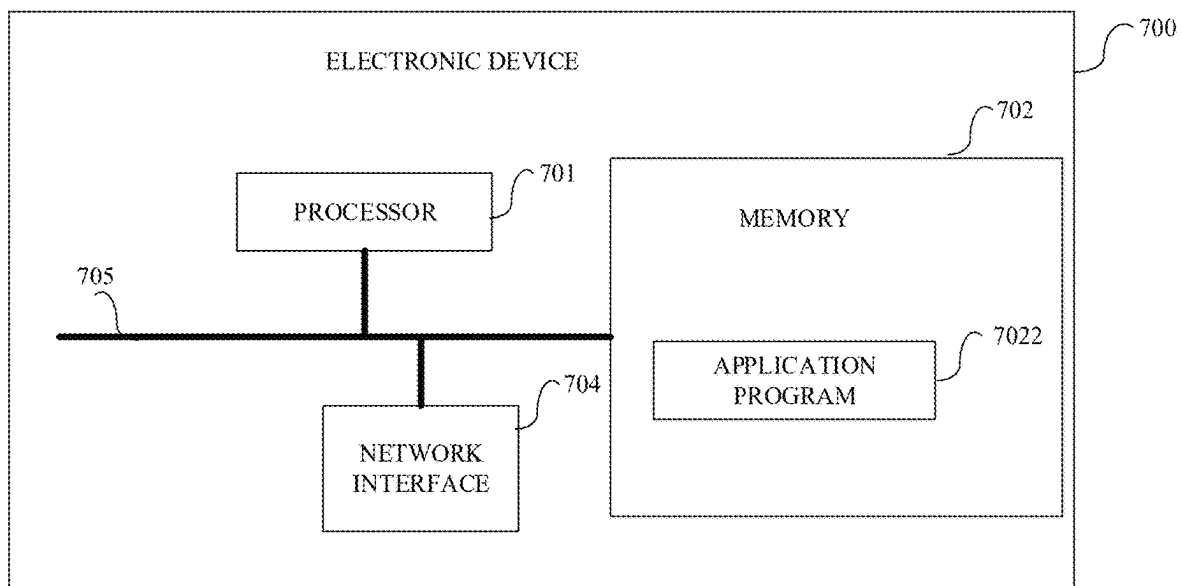 700
ELECTRONIC DEVICE
702
701
PROCESSOR
MEMORY
705
7022
APPLICATION
PROGRAM
704
NETWORK
INTERFACE